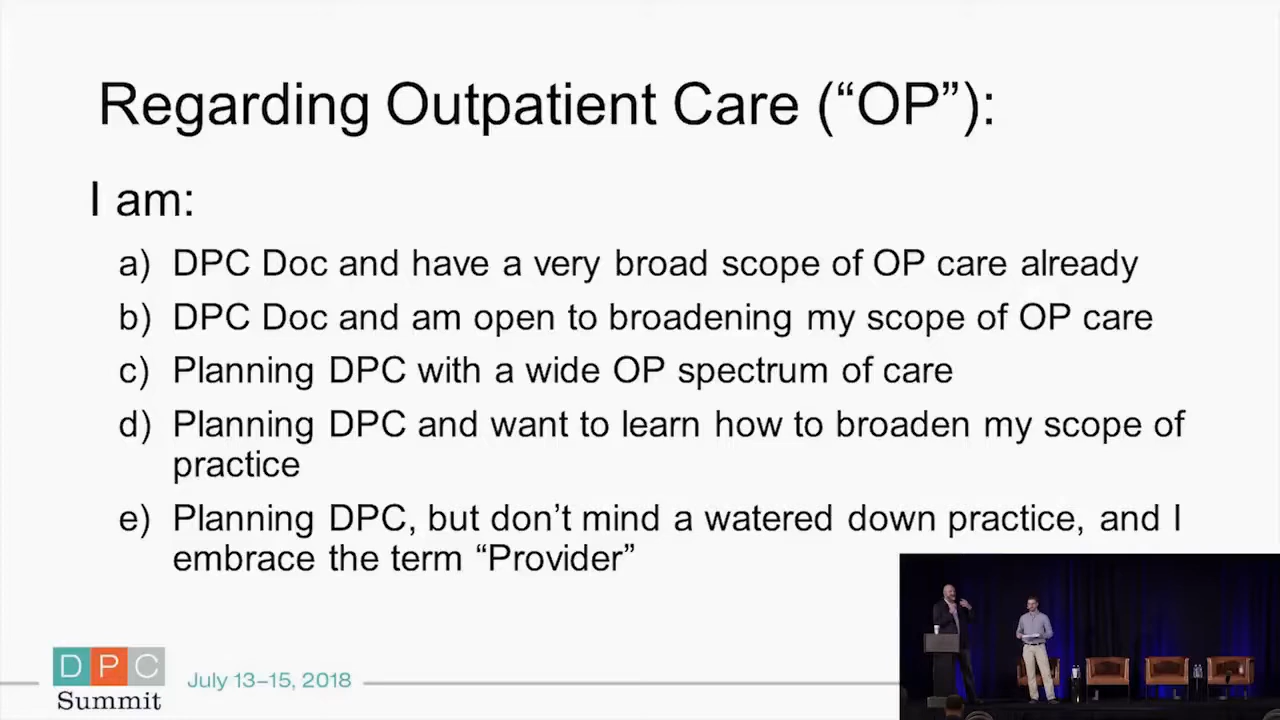 Regarding Outpatient Care (“OP”):
I am:
a) DPC Doc and have a very broad scope of OP care already
b) DPC Doc and am open to broadening my scope of OP care
c) Planning DPC with a wide OP spectrum of care
d) Planning DPC and want to learn how to broaden my scope of
practice
e) Planning DPC, but don’t mind a watered down practice, and I
embrace the term “Provider”
DPC
Summit
July 13–15, 2018